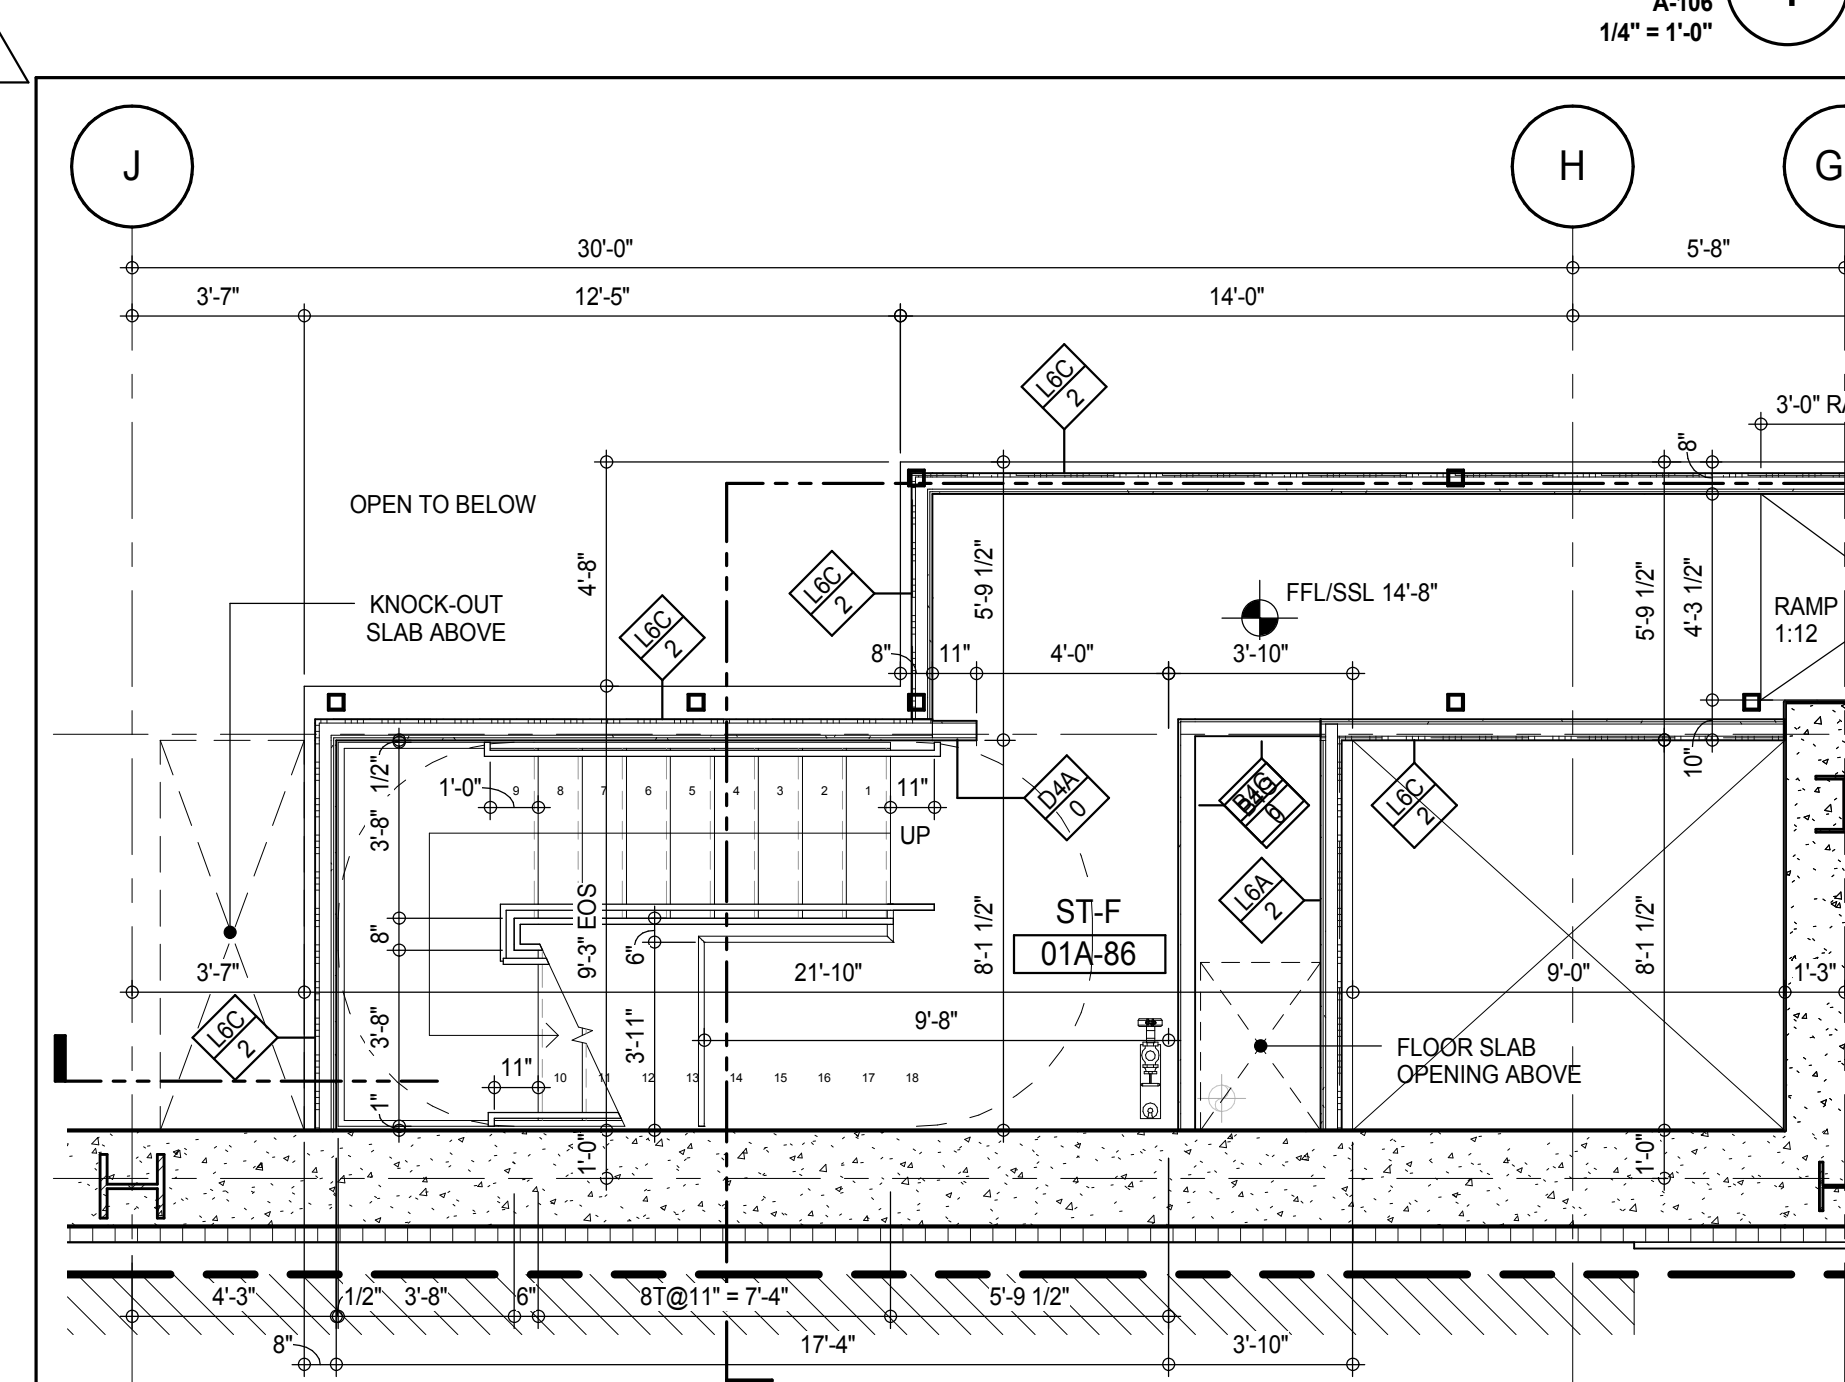 A-106
1/4" = 1'-0"
J
H
G
30'-0"
5'-8"
3'-7"
12'-5"
14'-0"
L6C
2
3'-0"
8"
OPEN TO BELOW
4'-8"
5'-9 1/2"
L6C
2
FFL/SSL 14'-8"
5'-9 1/2"
4'-3 1/2"
RAMP
1:12
KNOCK-OUT
SLAB ABOVE
L6C
2
8"
11"
4'-0"
3'-10"
1/2"
1'-0"
9
8
7
6
5
4
3
2
1
11"
D4A
0
L6C
2
10"
3'-8"
UP
L6A
2
8"
9'-3" EOS
6"
8'-1 1/2"
ST-F
01A-86
8'-1 1/2"
3'-7"
21'-10"
9'-0"
1'-3"
L6C
2
3'-8"
3'-11"
9'-8"
FLOOR SLAB
OPENING ABOVE
11"
10
11
12
13
14
15
16
17
18
1"
1'-0"
1'-0"
4'-3"
1/2"
3'-8"
6"
8T@11" = 7'-4"
5'-9 1/2"
8"
17'-4"
3'-10"